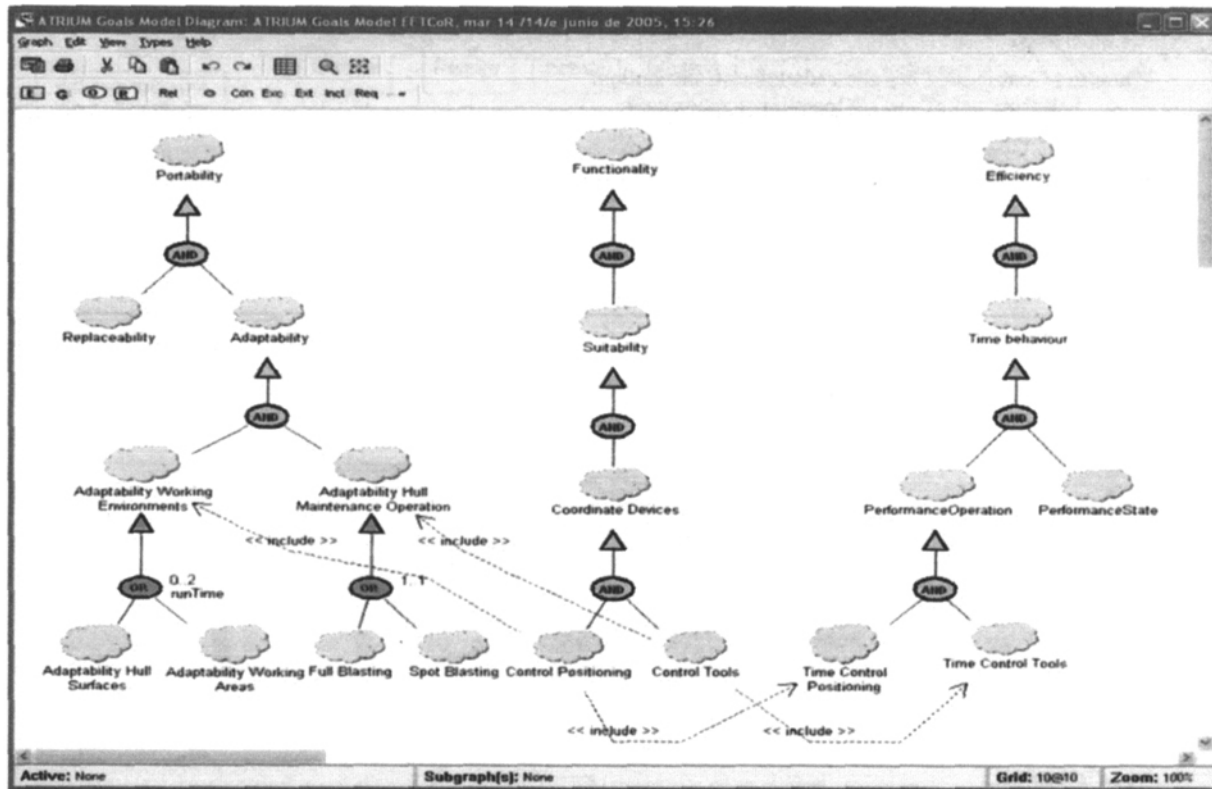 ATRIUM Goals Model Diagram: ATRIUM Goals Model EFTCoR, mar 14 /14/e junio de 2005, 15:26
Graph Edit View Types Help
E G O R Rel Con Exc Ext Incl Req
Portability
Functionality
Efficiency
AND
AND
AND
Replaceability
Adaptability
Suitability
Time behaviour
AND
AND
AND
Adaptability Working
Environments
Adaptability Hull
Maintenance Operation
Coordinate Devices
PerformanceOperation
PerformanceState
<< include >>
<< include >>
OR
0..2
runTime
OR
1..1
AND
AND
Adaptability Hull
Surfaces
Adaptability Working
Areas
Full Blasting
Spot Blasting
Control Positioning
Control Tools
Time Control
Positioning
Time Control Tools
<< include >>
<< include >>
Active: None
Subgraph(s): None
Grid: 10@10
Zoom: 100%